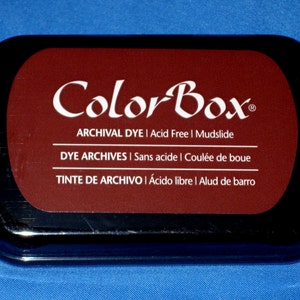 ColorBox®
ARCHIVAL DYE | Acid Free | Mudslide
DYE ARCHIVES | Sans acide | Coulée de boue
TINTE DE ARCHIVO | Ácido libre | Alud de barro